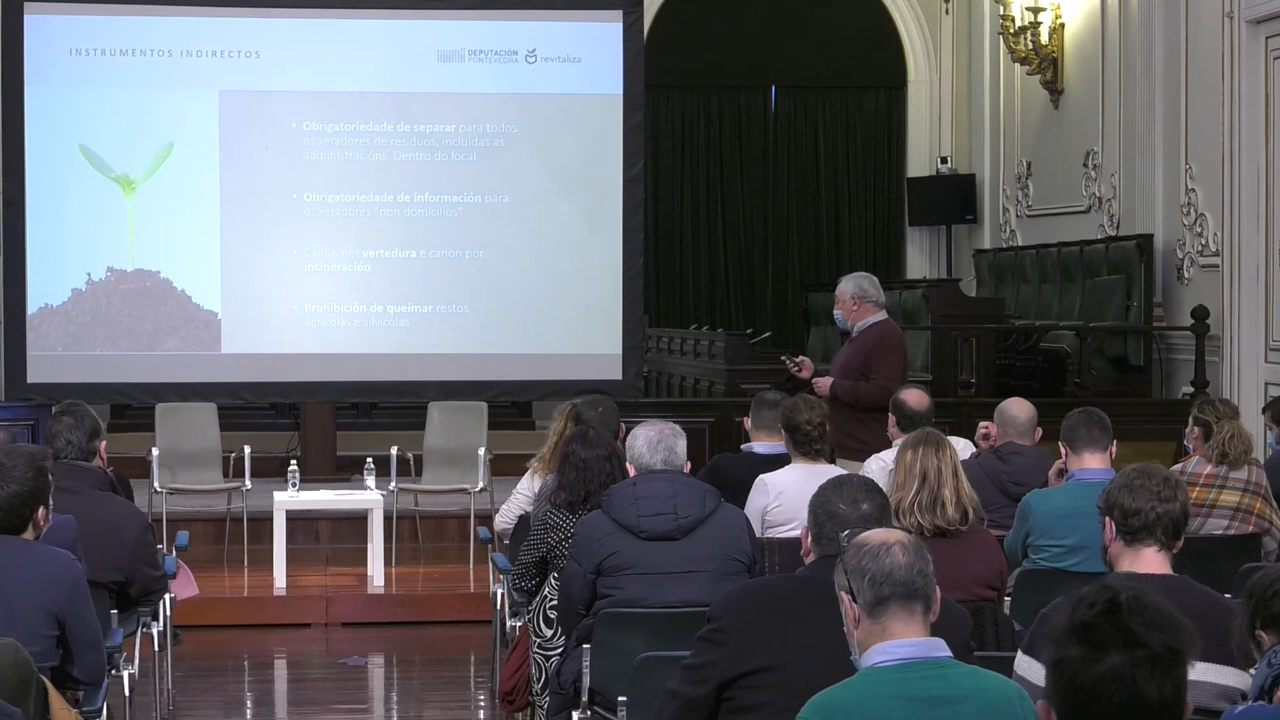 INSTRUMENTOS INDIRECTOS
DEPUTACIÓN
PONTEVEDRA
revitaliza
• Obrigatoriedade de separar para todos
os xeradores de residuos, incluídas as
administracións. Dentro do local
• Obrigatoriedade de información para
os xeradores "non domicilios"
• Canon por vertedura e canon por
incineración
• Prohibición de queimar restos
agrícolas e silvícolas